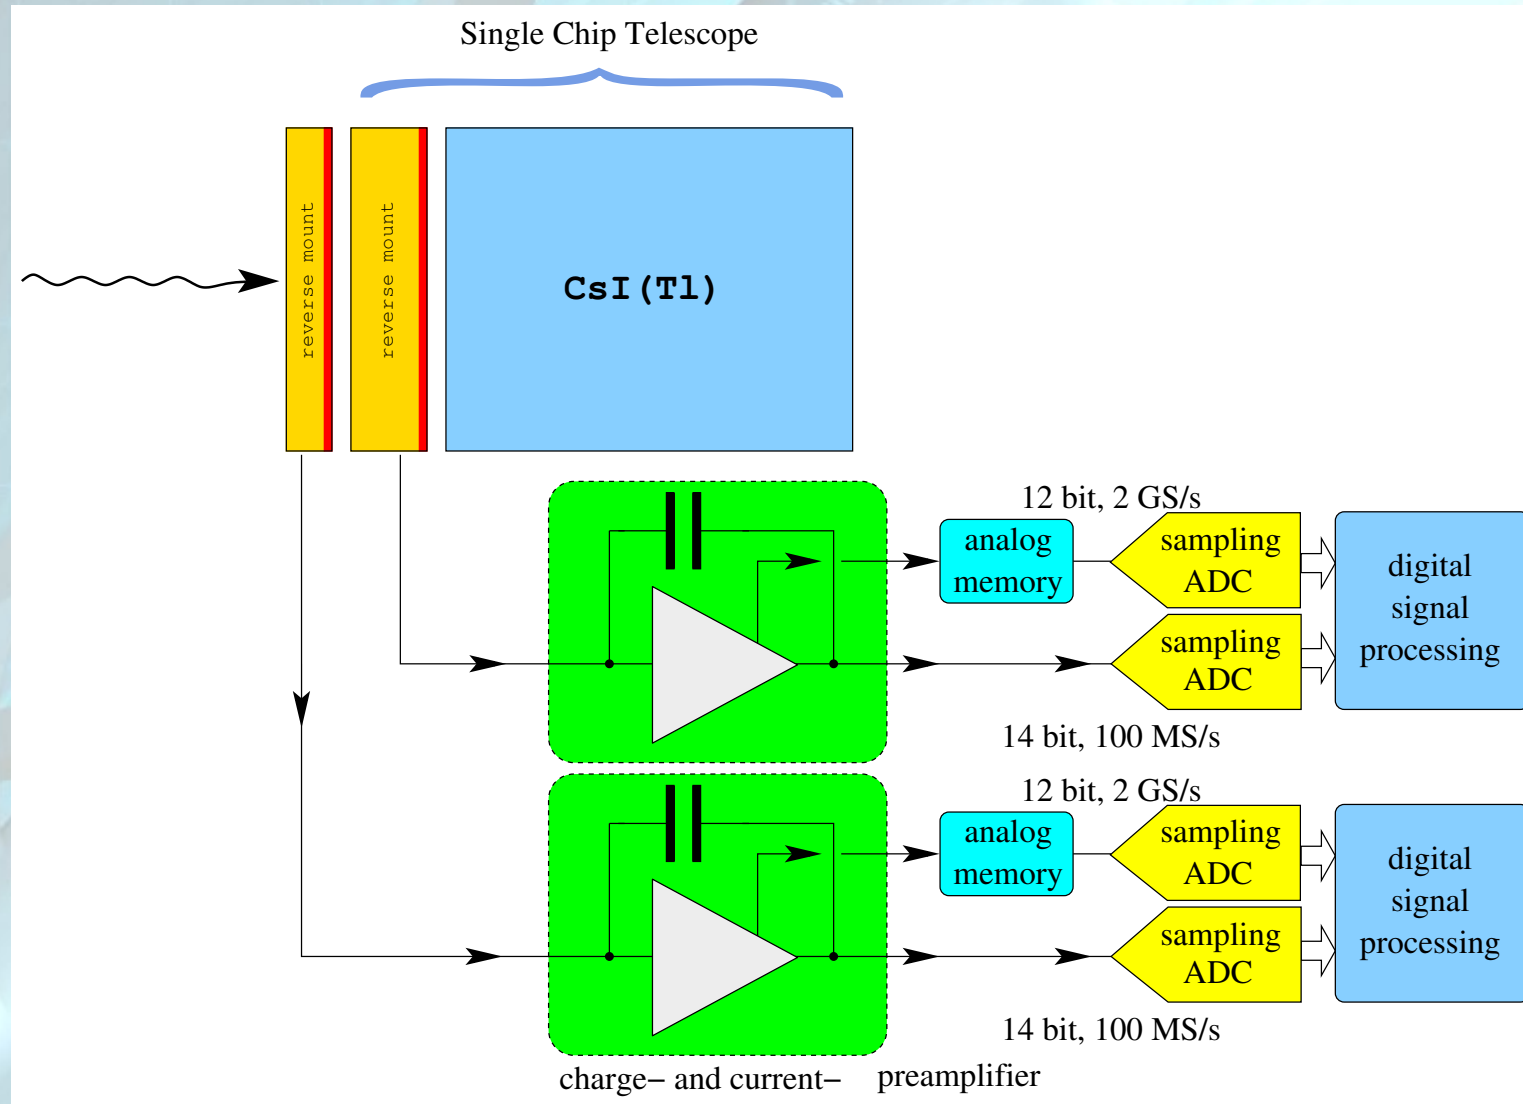 Single Chip Telescope
reverse mount
reverse mount
CsI(Tl)
12 bit, 2 GS/s
analog
memory
sampling
ADC
digital
signal
processing
sampling
ADC
14 bit, 100 MS/s
12 bit, 2 GS/s
analog
memory
sampling
ADC
digital
signal
processing
sampling
ADC
14 bit, 100 MS/s
charge− and current− preamplifier